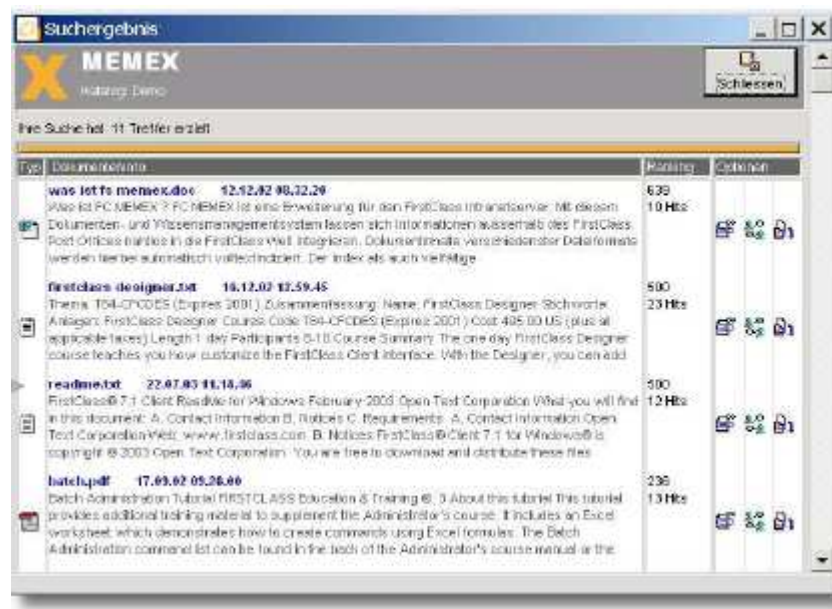 Suchergebnis
MEMEX
Katalog: Demo
Schliessen
Ihre Suche hat 11 Treffer erzielt
Typ Dokumenteninfo Ranking Optionen
was ist fc memex.doc 12.12.02 08.32.20 639
Was ist FC MEMEX ? FC MEMEX ist eine Erweiterung für den FirstClass Intranetserver. Mit diesem 10 Hits
Dokumenten- und Wissensmanagementsystem lassen sich Informationen ausserhalb des FirstClass
Post Offices nahtlos in die FirstClass Welt integrieren. Dokumentinhalte verschiedenster Dateiformate
werden hierbei automatisch volltextindiziert. Der Index als auch vielfältige
firstclass designer.txt 16.12.02 12.59.45 500
Thema: T84-CFCDES (Expires 2001) Zusammenfassung: Name: FirstClass Designer Stichworte: 23 Hits
Anlagen: FirstClass Designer Course Code T84-CFCDES (Expires 2001) Cost 495.00 US (plus all
applicable taxes) Length 1 day Participants 8-10 Course Summary The one day FirstClass Designer
course teaches you how customize the FirstClass Client interface. With the Designer, you can add
readme.txt 22.07.03 11.18.46 500
FirstClass® 7.1 Client ReadMe for Windows February 2003 Open Text Corporation What you will find 12 Hits
in this document: A. Contact Information B. Notices C. Requirements A. Contact Information Open
Text Corporation Web: www.firstclass.com B. Notices FirstClass® Client 7.1 for Windows® is
copyright © 2003 Open Text Corporation. You are free to download and distribute these files
batch.pdf 17.09.02 09.26.00 236
Batch Administration Tutorial FIRSTCLASS Education & Training ©, 3 About this tutorial This tutorial 13 Hits
provides additional training material to supplement the Administrator's course. It includes an Excel
worksheet which demonstrates how to create commands using Excel formulas. The Batch
Administration command list can be found in the back of the Administrator's course manual or the